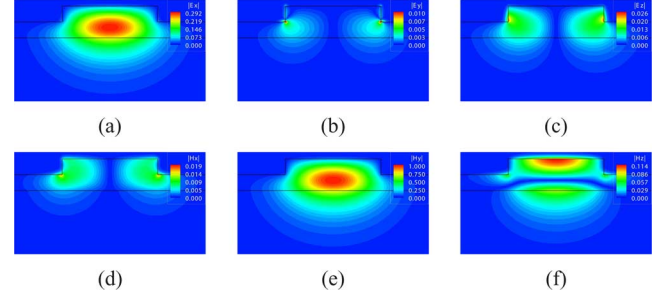 |Ex|
0.292
0.219
0.146
0.073
0.000
(a)
|Ey|
0.010
0.007
0.005
0.003
0.000
(b)
|Ez|
0.026
0.020
0.013
0.006
0.000
(c)
|Hx|
0.019
0.014
0.009
0.005
0.000
(d)
|Hy|
1.000
0.750
0.500
0.250
0.000
(e)
|Hz|
0.114
0.086
0.057
0.029
0.000
(f)